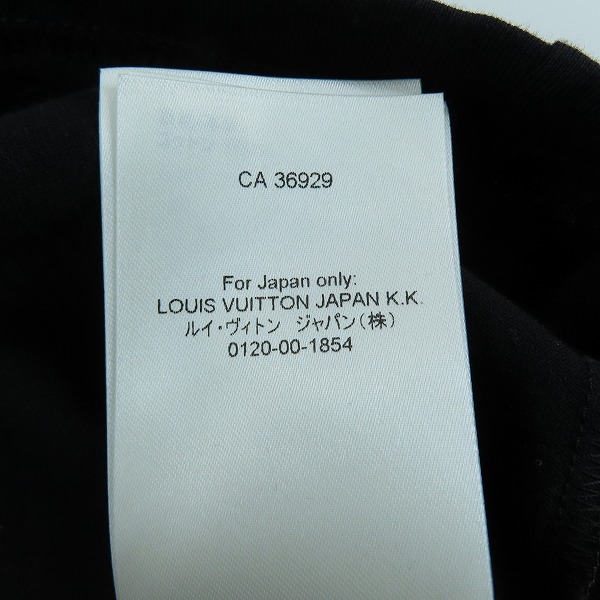 CA 36929
For Japan only:
LOUIS VUITTON JAPAN K.K.
ルイ・ヴィトン ジャパン(株)
0120-00-1854